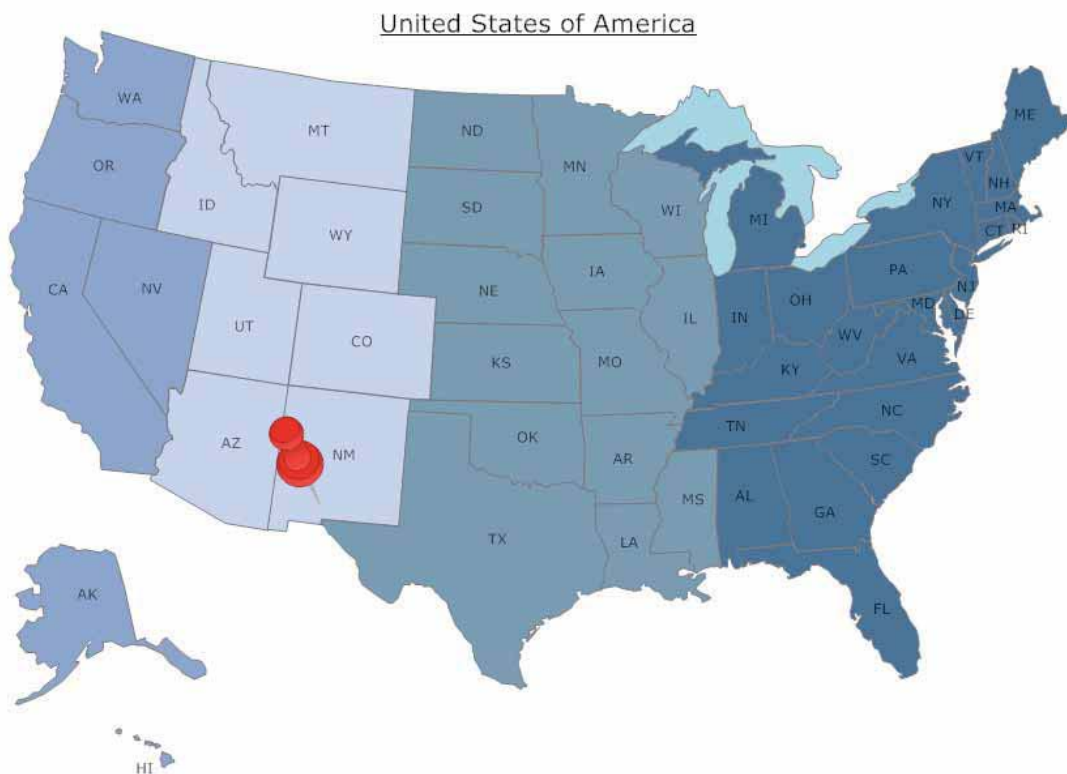 United States of America
WA
MT
ND
ME
OR
MN
VT
ID
SD
WI
NH
WY
MI
NY
MA
CT RI
CA
NV
NE
IA
PA
UT
IL
IN
OH
NJ
CO
MD
DE
KS
MO
WV
VA
KY
AZ
NM
OK
TN
NC
AR
SC
MS
AL
GA
TX
LA
AK
FL
HI